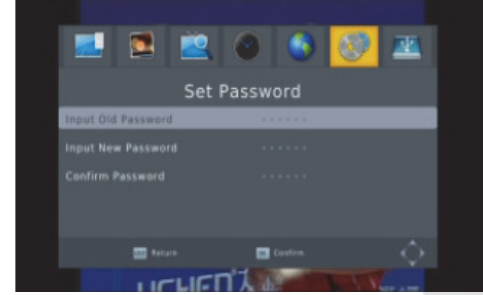 Set Password
Input Old Password ······
Input New Password ······
Confirm Password ······
Return Confirm